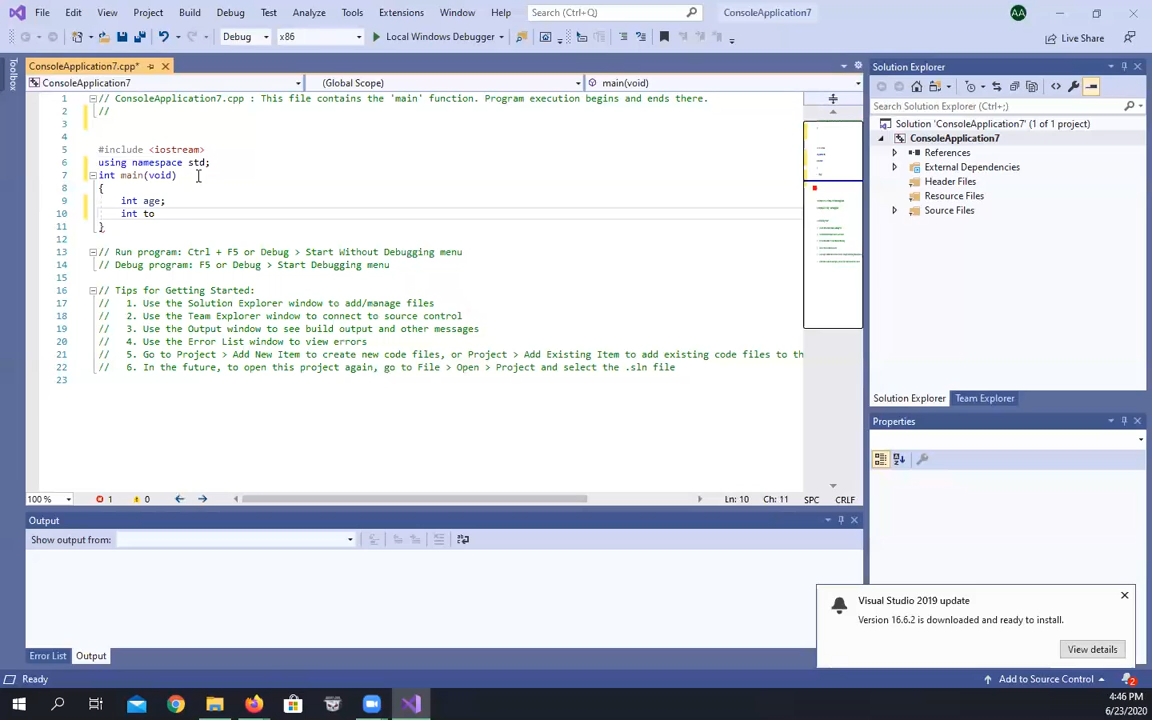 File Edit View Project Build Debug Test Analyze Tools Extensions Window Help Search (Ctrl+Q) ConsoleApplication7 AA
Debug x86 Local Windows Debugger Live Share
Toolbox
ConsoleApplication7.cpp*
ConsoleApplication7 (Global Scope) main(void)
1 // ConsoleApplication7.cpp : This file contains the 'main' function. Program execution begins and ends there.
2 //
3
4
5 #include <iostream>
6 using namespace std;
7 int main(void)
8 {
9 int age;
10 int to
11 }
12
13 // Run program: Ctrl + F5 or Debug > Start Without Debugging menu
14 // Debug program: F5 or Debug > Start Debugging menu
15
16 // Tips for Getting Started:
17 // 1. Use the Solution Explorer window to add/manage files
18 // 2. Use the Team Explorer window to connect to source control
19 // 3. Use the Output window to see build output and other messages
20 // 4. Use the Error List window to view errors
21 // 5. Go to Project > Add New Item to create new code files, or Project > Add Existing Item to add existing code files to th
22 // 6. In the future, to open this project again, go to File > Open > Project and select the .sln file
23
100 % 1 0 Ln: 10 Ch: 11 SPC CRLF
Output
Show output from:
Error List Output
Solution Explorer
Search Solution Explorer (Ctrl+;)
Solution 'ConsoleApplication7' (1 of 1 project)
ConsoleApplication7
References
External Dependencies
Header Files
Resource Files
Source Files
Solution Explorer Team Explorer
Properties
Visual Studio 2019 update
Version 16.6.2 is downloaded and ready to install.
View details
Ready Add to Source Control 2
4:46 PM
6/23/2020